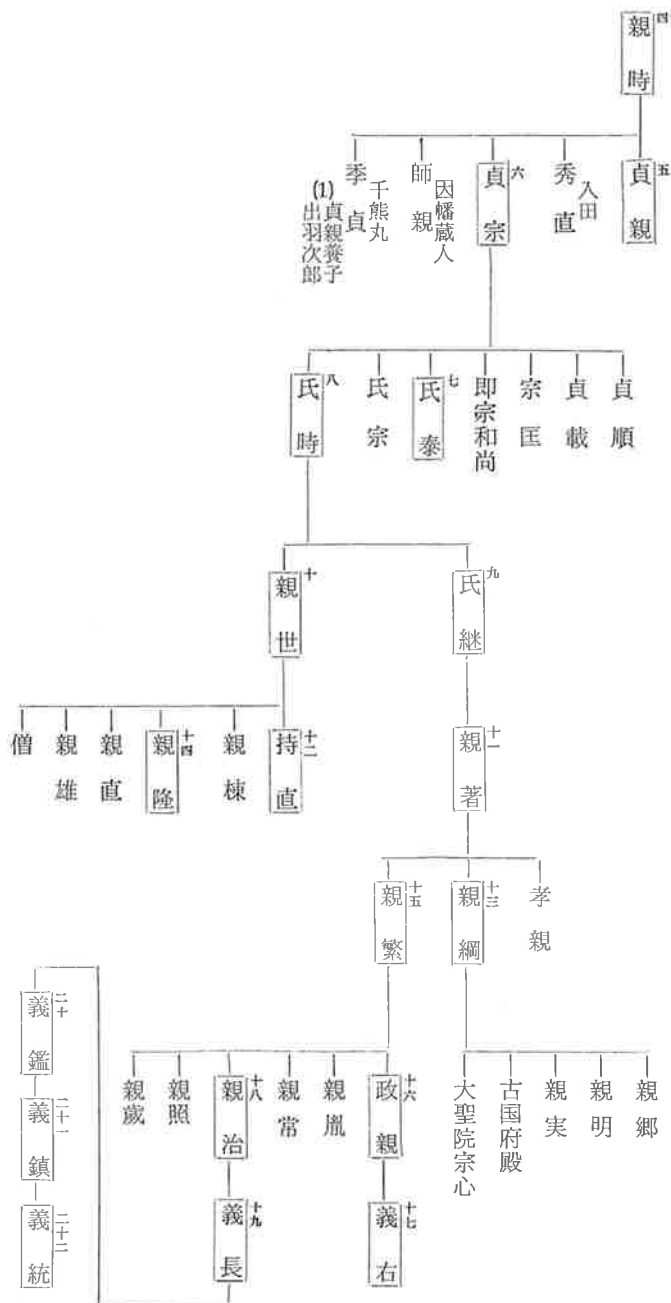 四
親時
五
貞親
入田
秀直
六
貞宗
因幡蔵人
師親
千熊丸
季貞
(1)
貞親養子
出羽次郎
貞順
貞載
宗匡
即宗和尚
七
氏泰
氏宗
八
氏時
九
氏継
十
親世
十一
親著
十二
持直
親棟
十四
親隆
親直
親雄
僧
孝親
十三
親綱
十五
親繁
親郷
親明
親実
古国府殿
大聖院宗心
十六
政親
親胤
親常
十八
親治
親照
親歳
十七
義右
十九
義長
二十
義鑑
二十一
義鎮
二十二
義統